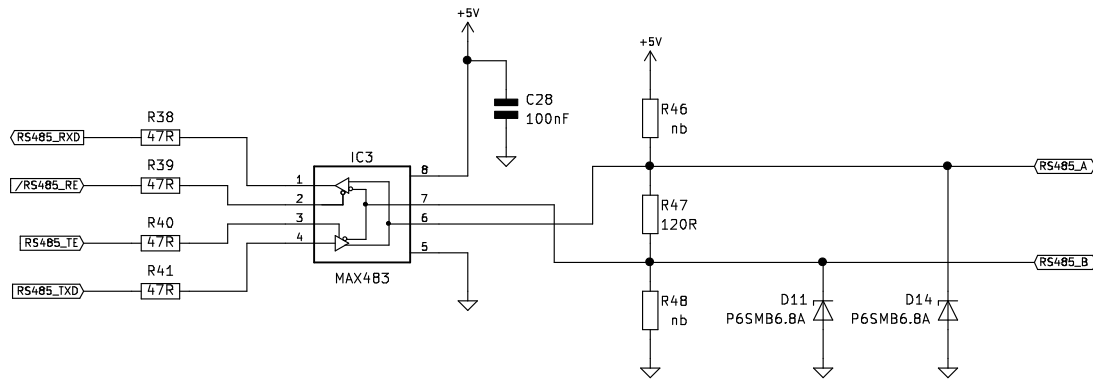 +5V
+5V
C28
100nF
R46
nb
R38
RS485_RXD
47R
IC3
R39
/RS485_RE
47R
1
2
3
4
8
7
6
5
RS485_A
R47
120R
R40
RS485_TE
47R
R41
RS485_TXD
47R
MAX483
RS485_B
R48
nb
D11
P6SMB6.8A
D14
P6SMB6.8A